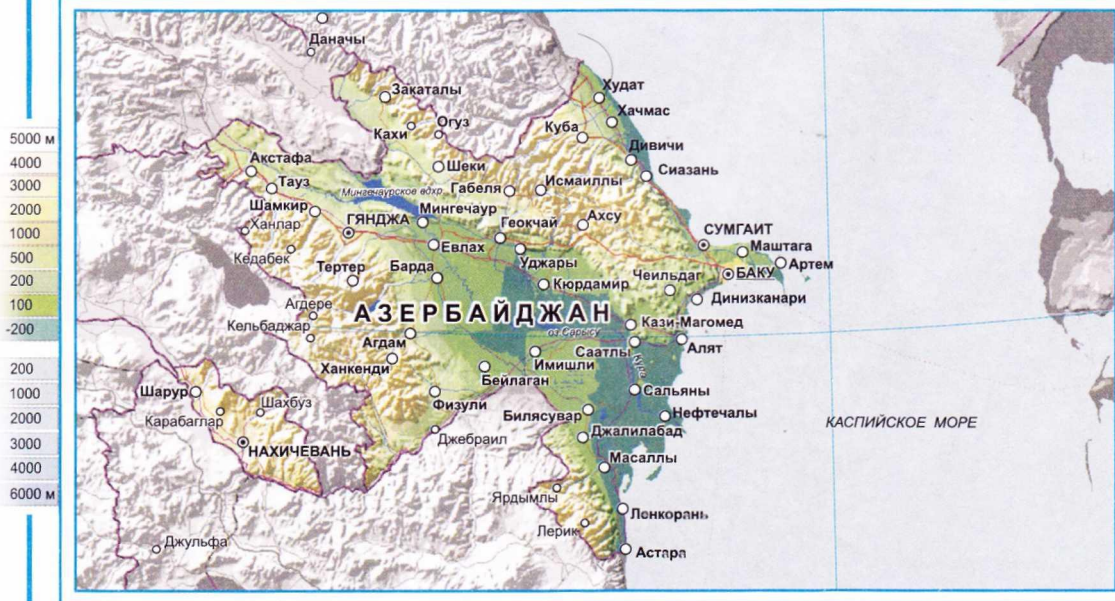 5000 м
4000
3000
2000
1000
500
200
100
-200
200
1000
2000
3000
4000
6000 м
Даначы
Закаталы
Кахи
Огуз
Худат
Хачмас
Куба
Дивичи
Сиазань
Акстафа
Тауз
Шеки
Мингечаурское вдхр.
Габеля
Исмаиллы
Шамкир
ГЯНДЖА
Мингечаур
Геокчай
Ахсу
Ханлар
Кедабек
Евлах
Уджары
СУМГАИТ
Маштага
Артем
БАКУ
Тертер
Барда
Кюрдамир
Чеильдаг
Динизканари
Агдере
АЗЕРБАЙДЖАН
Кельбаджар
оз.Сарысу
Кази-Магомед
Агдам
Саатлы
Алят
Ханкенди
Имишли
Кура
Бейлаган
Шарур
Шахбуз
Физули
Сальяны
Карабаглар
Билясувар
Нефтечалы
КАСПИЙСКОЕ МОРЕ
НАХИЧЕВАНЬ
Джебраил
Джалилабад
Масаллы
Ярдымлы
Ленкорань
Лерик
Джульфа
Астара